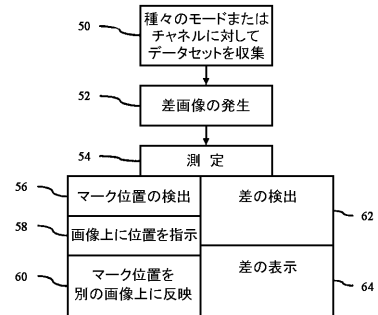 50
種々のモードまたは
チャネルに対して
データセットを収集
52
差画像の発生
54
測 定
56
マーク位置の検出
58
画像上に位置を指示
60
マーク位置を
別の画像上に反映
差の検出
62
差の表示
64